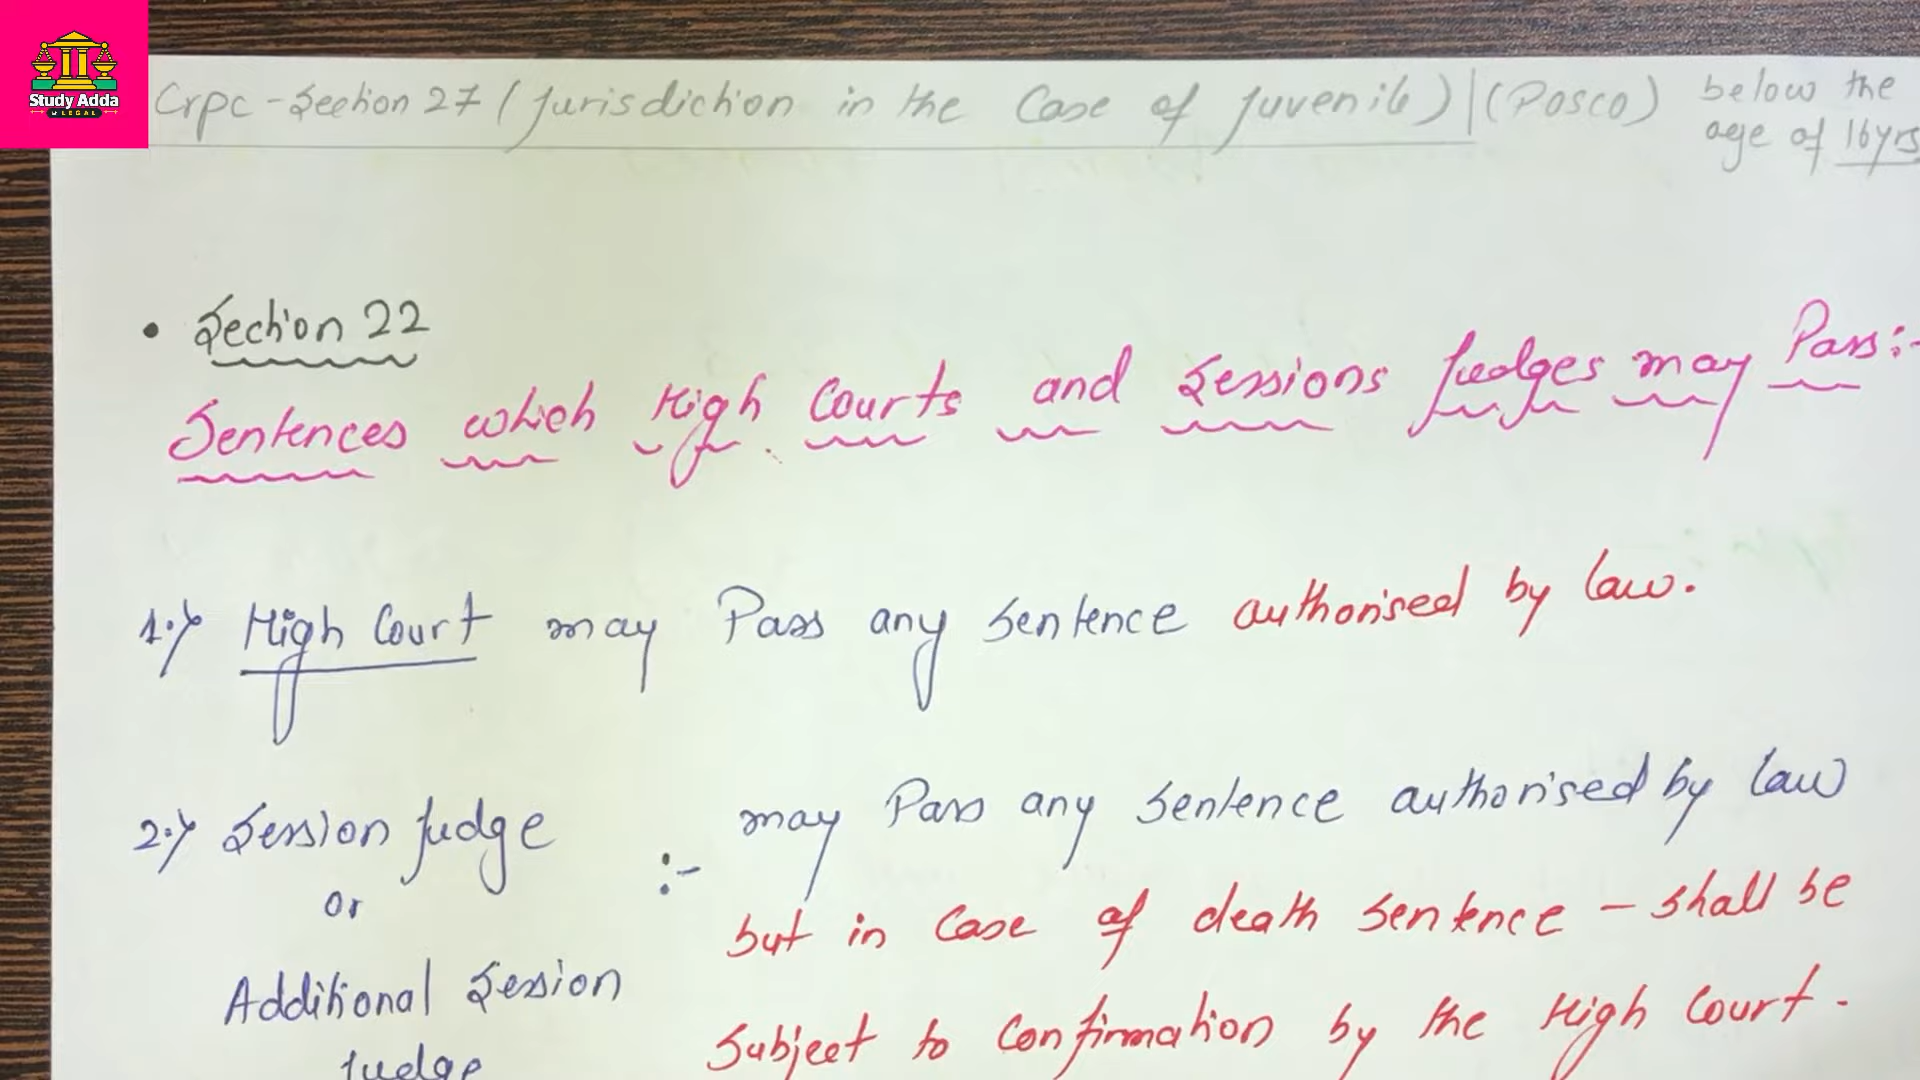 Study Adda
LEGAL
Crpc - Section 27 (Jurisdiction in the Case of Juvenile) | (POSCO) below the
age of 16yrs
• Section 22
Sentences which High Courts and Sessions Judges may Pass:-
1.) High Court may Pass any sentence authorised by law.
2.) Session Judge :- may Pass any sentence authorised by law
or
but in Case of death sentence - shall be
Additional Session
subject to confirmation by the High Court.
Judge